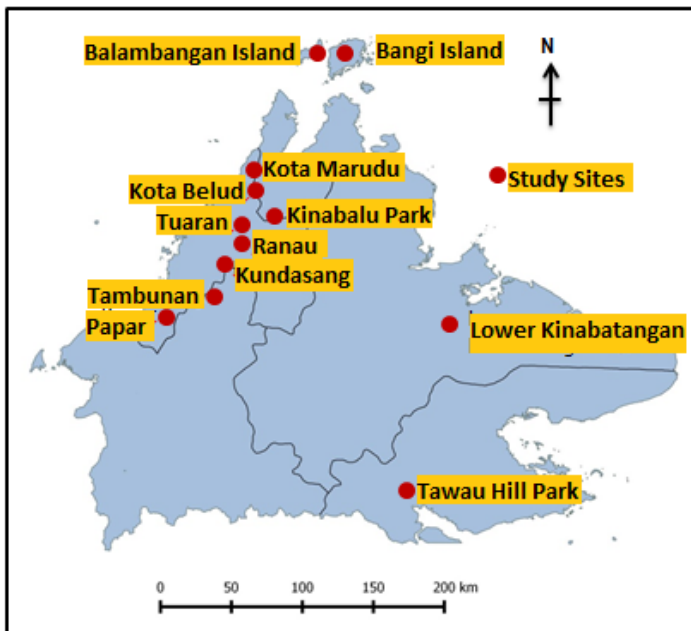 Balambangan Island
Bangi Island
N
Kota Marudu
Study Sites
Kota Belud
Kinabalu Park
Tuaran
Ranau
Kundasang
Tambunan
Papar
Lower Kinabatangan
Tawau Hill Park
0 50 100 150 200 km